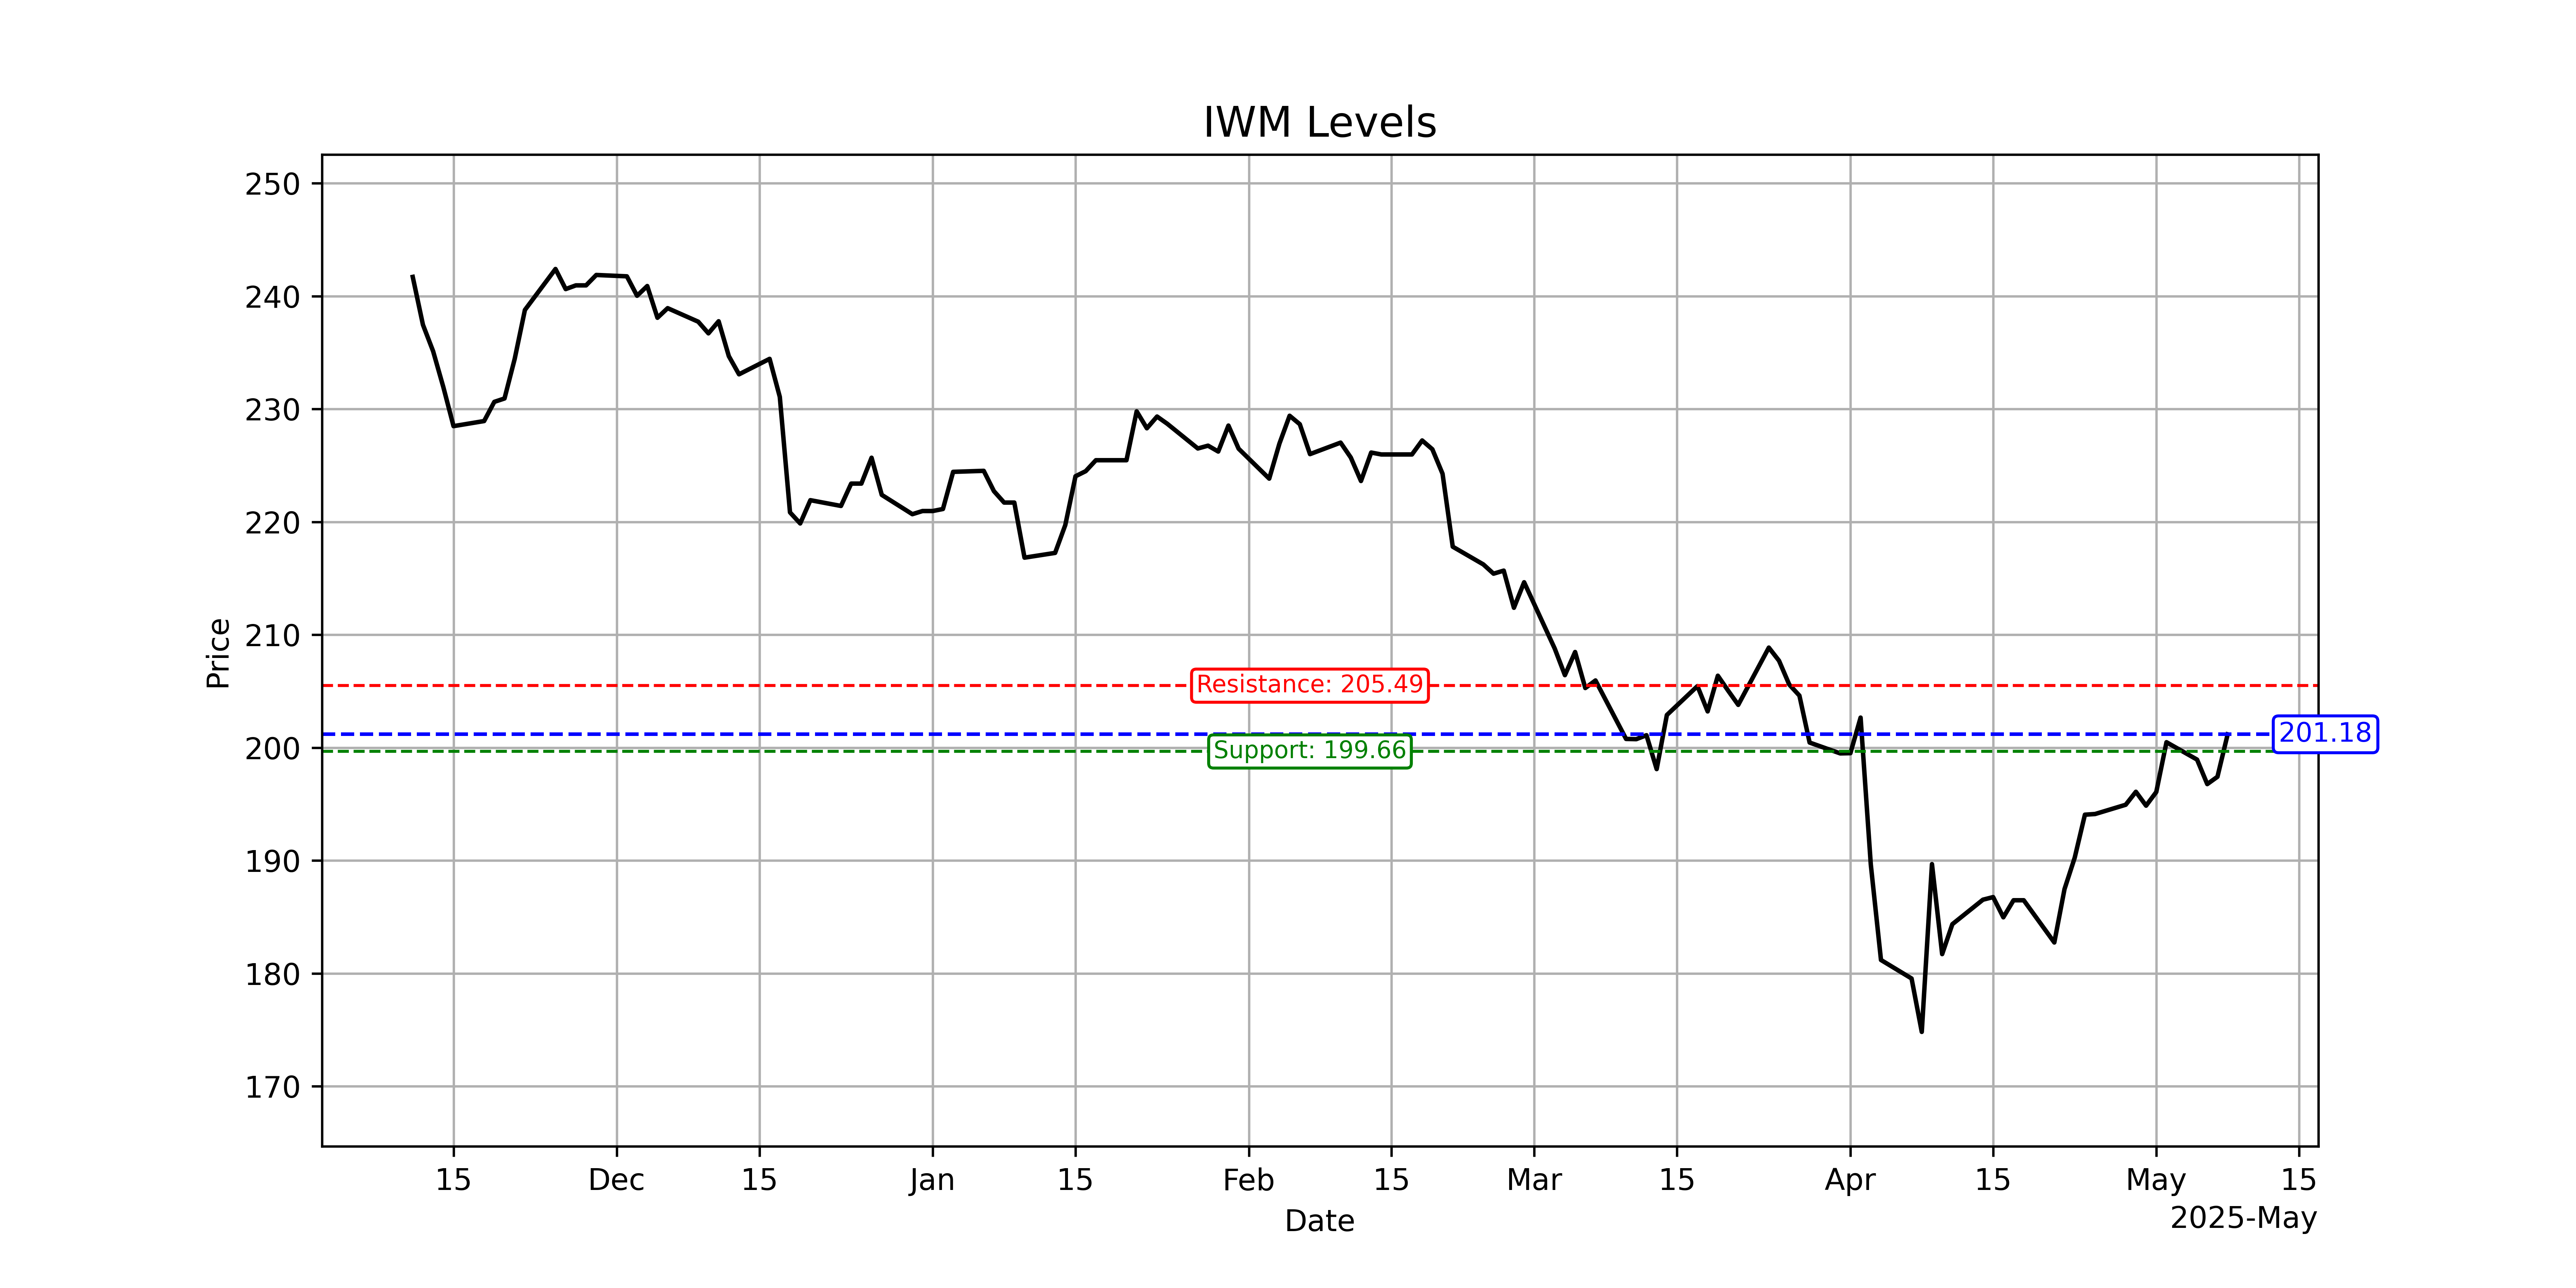 IWM Levels
250
240
230
220
210
200
190
180
170
Price
Resistance: 205.49
201.18
Support: 199.66
15 Dec 15 Jan 15 Feb 15 Mar 15 Apr 15 May 15
2025-May
Date